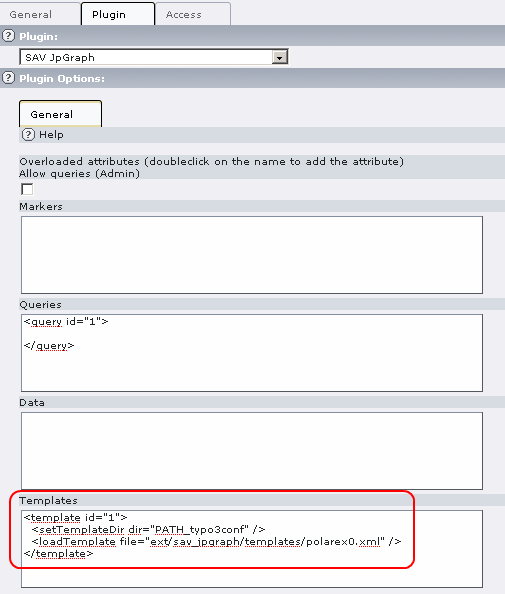 General Plugin Access
? Plugin:
SAV JpGraph
? Plugin Options:
General
? Help
Overloaded attributes (doubleclick on the name to add the attribute)
Allow queries (Admin)
Markers
Queries
<query id="1">
</query>
Data
Templates
<template id="1">
<setTemplateDir dir="PATH_typo3conf" />
<loadTemplate file="ext/sav_jpgraph/templates/polarex0.xml" />
</template>